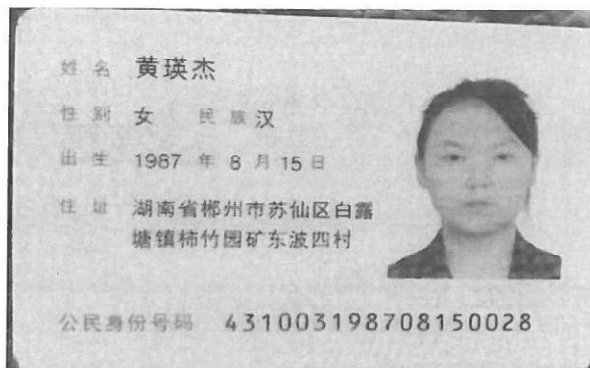 姓名 黄瑛杰
性别 女 民族 汉
出生 1987 年 8 月 15 日
住址 湖南省郴州市苏仙区白露
塘镇柿竹园矿东波四村
公民身份号码 431003198708150028